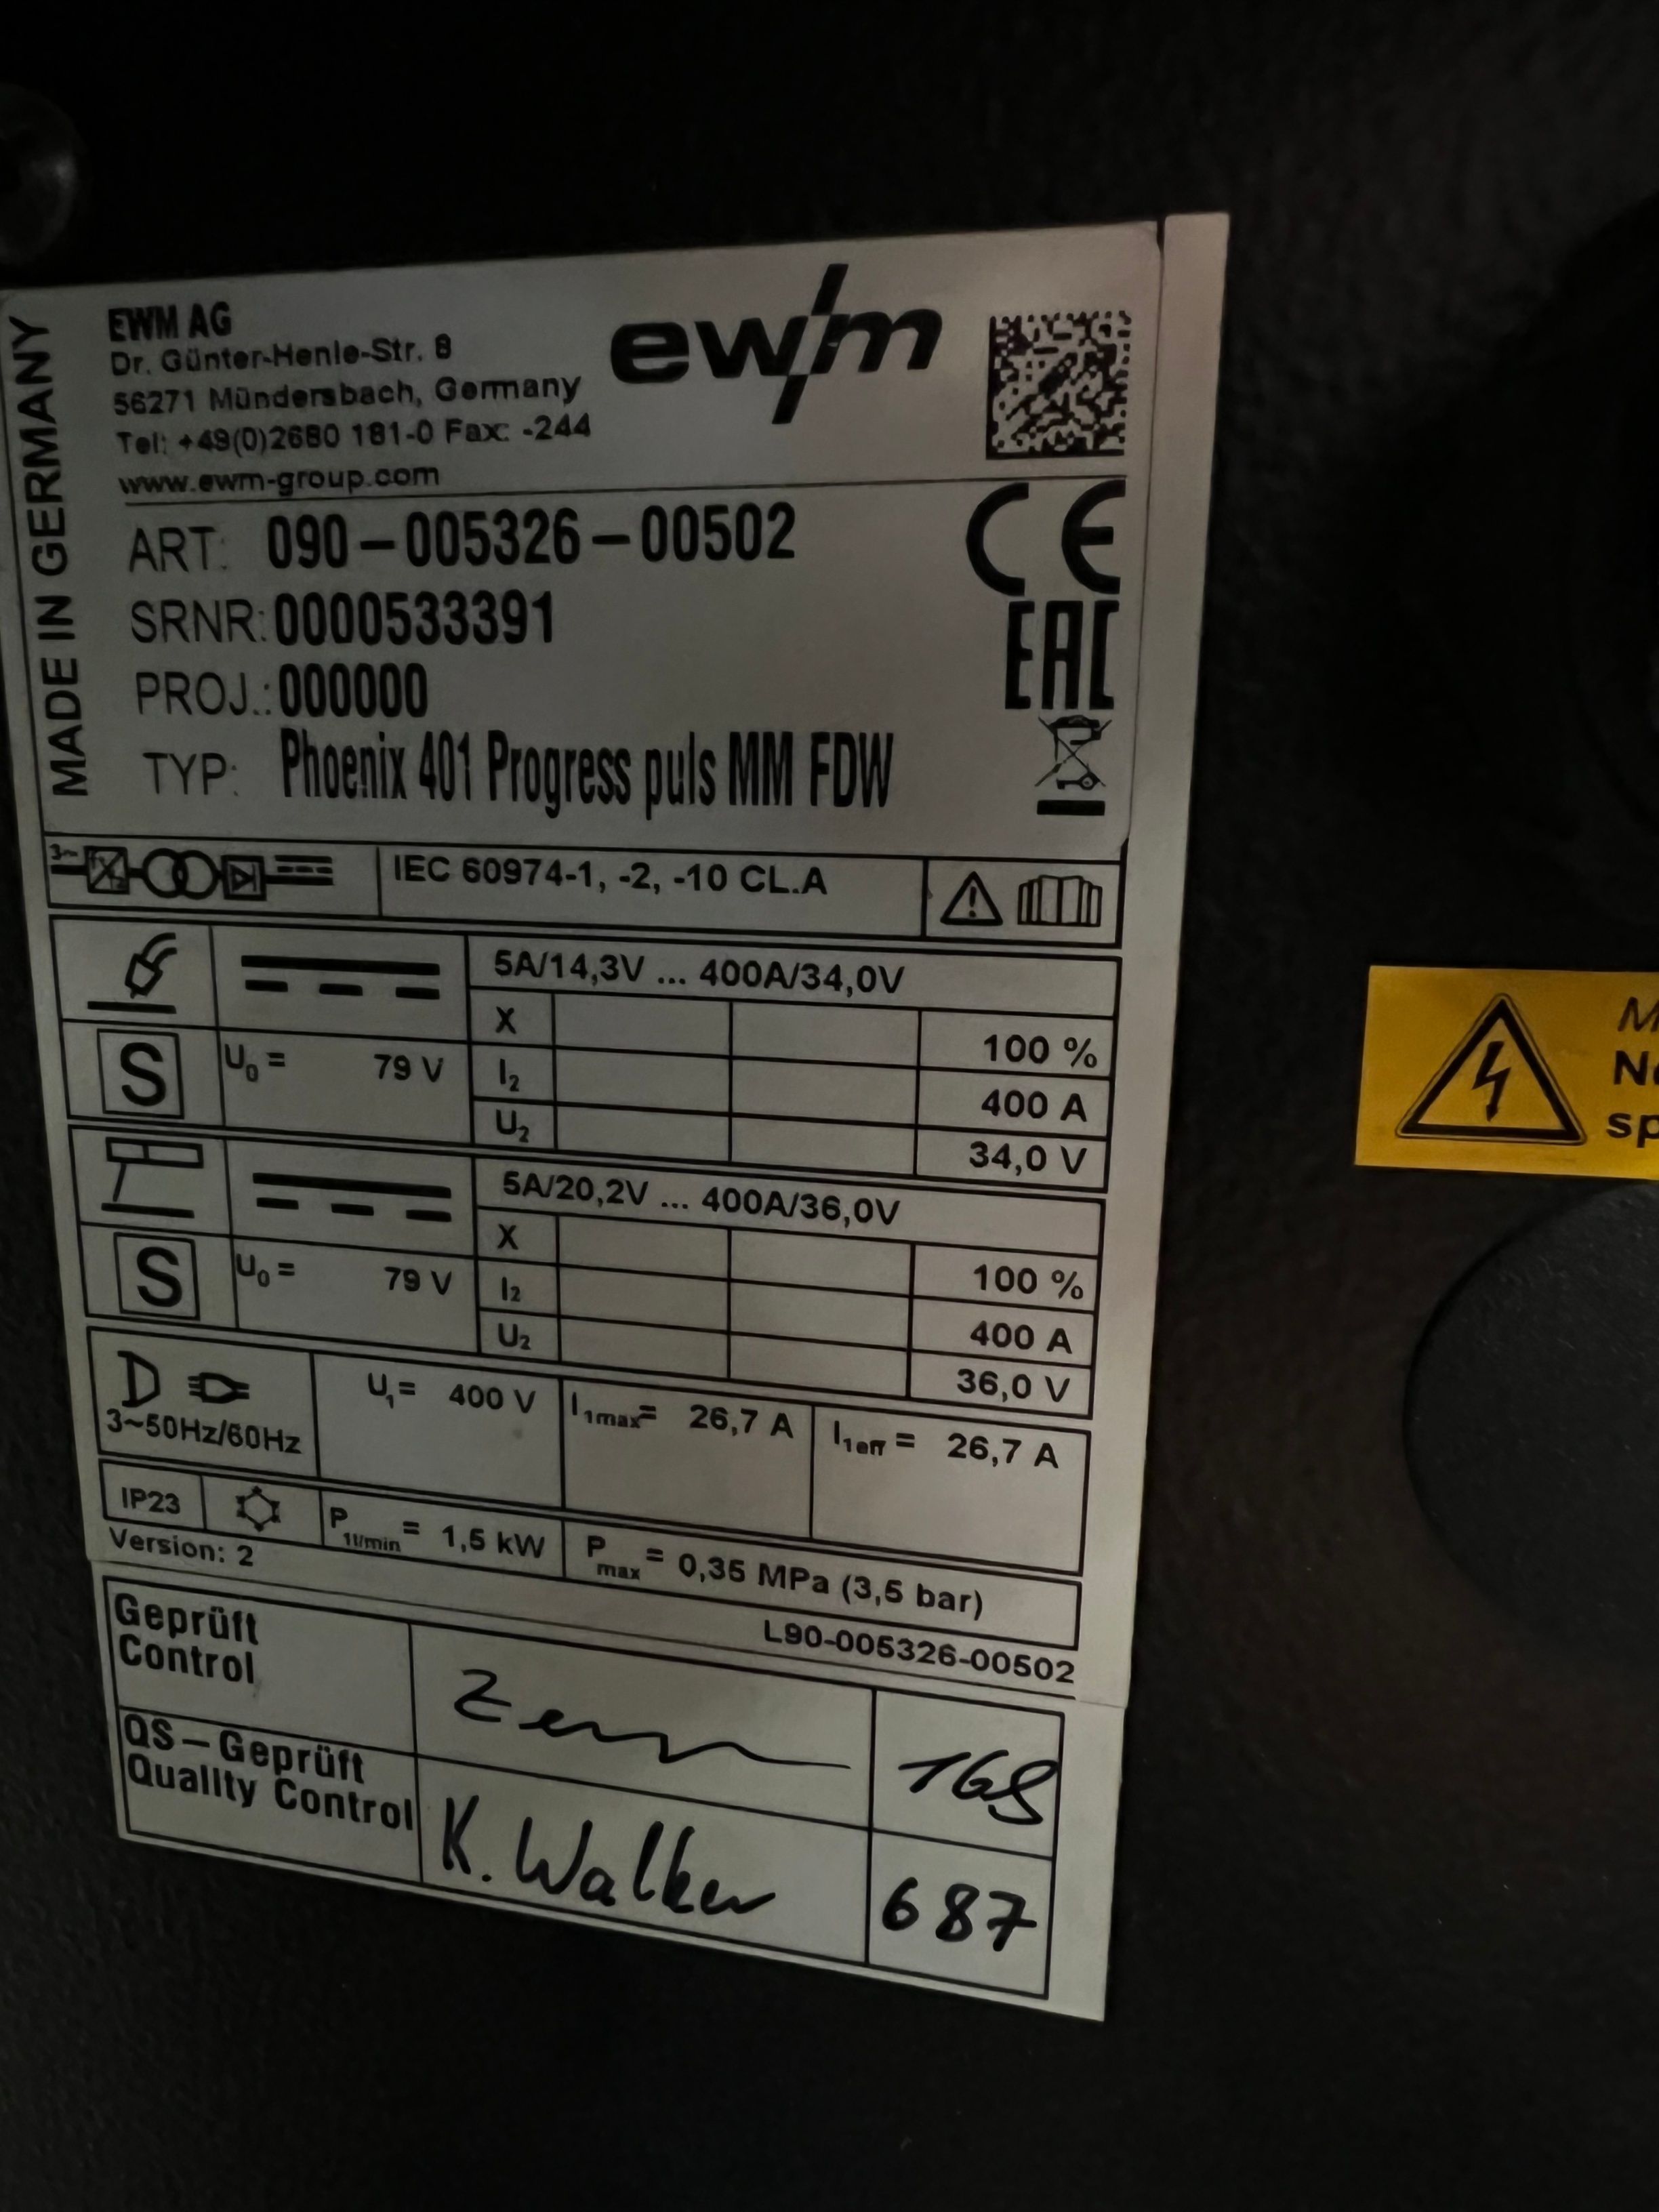 MADE IN GERMANY
EWM AG
Dr. Günter-Henle-Str. 8
56271 Mündersbach, Germany
Tel: +49(0)2680 181-0 Fax: -244
www.ewm-group.com
ewm
ART: 090-005326-00502
SRNR: 0000533391
PROJ.: 000000
TYP: Phoenix 401 Progress puls MM FDW
CE
EAC
3~
IEC 60974-1, -2, -10 CL.A
5A/14,3V ... 400A/34,0V
S
U0 = 79 V
X 100 %
I2 400 A
U2 34,0 V
5A/20,2V ... 400A/36,0V
S
U0 = 79 V
X 100 %
I2 400 A
U2 36,0 V
3~50Hz/60Hz
U1 = 400 V
I1max = 26,7 A
I1eff = 26,7 A
IP23
P1l/min = 1,5 kW
Pmax = 0,35 MPa (3,5 bar)
Version: 2
L90-005326-00502
Geprüft
Control
QS-Geprüft
Quality Control
K. Walker
687